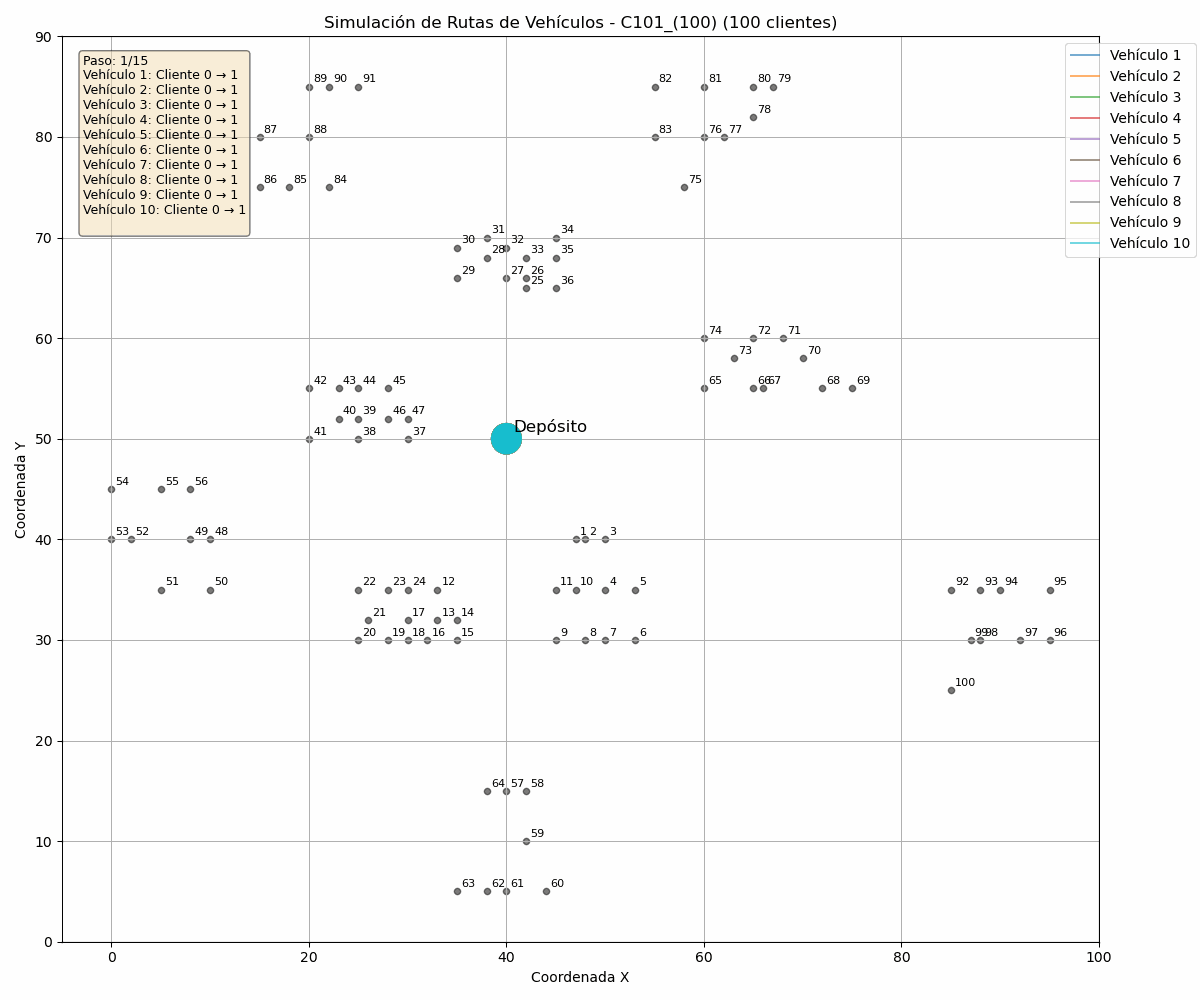 Simulación de Rutas de Vehículos - C101_(100) (100 clientes)
Paso: 1/15
Vehículo 1: Cliente 0 → 1
Vehículo 2: Cliente 0 → 1
Vehículo 3: Cliente 0 → 1
Vehículo 4: Cliente 0 → 1
Vehículo 5: Cliente 0 → 1
Vehículo 6: Cliente 0 → 1
Vehículo 7: Cliente 0 → 1
Vehículo 8: Cliente 0 → 1
Vehículo 9: Cliente 0 → 1
Vehículo 10: Cliente 0 → 1
Vehículo 1
Vehículo 2
Vehículo 3
Vehículo 4
Vehículo 5
Vehículo 6
Vehículo 7
Vehículo 8
Vehículo 9
Vehículo 10
89 90 91 82 81 80 79
78
87 88 83 76 77
86 85 84 75
31 34
30 32
28 33 35
29 27 26
25 36
74 72 71
73 70
42 43 44 45 65 66 67 68 69
40 39 46 47
41 38 37
Depósito
54 55 56
53 52 49 48 1 2 3
51 50 22 23 24 12 11 10 4 5 92 93 94 95
21 17 13 14
20 19 18 16 15 9 8 7 6 99 98 97 96
100
64 57 58
59
63 62 61 60
90
80
70
60
50
40
30
20
10
0
0 20 40 60 80 100
Coordenada X
Coordenada Y